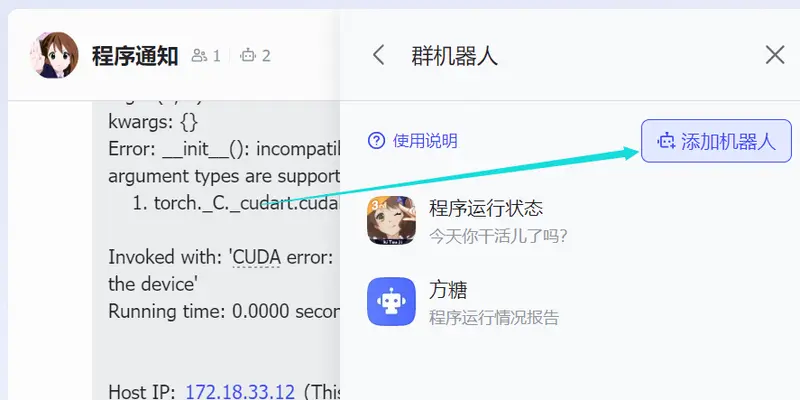 程序通知 1 2
kwargs: {}
Error: __init__(): incompatil
argument types are support
1. torch._C._cudart.cuda
Invoked with: 'CUDA error:
the device'
Running time: 0.0000 secon
Host IP: 172.18.33.12 (This
群机器人
使用说明
添加机器人
程序运行状态
今天你干活儿了吗?
方糖
程序运行情况报告